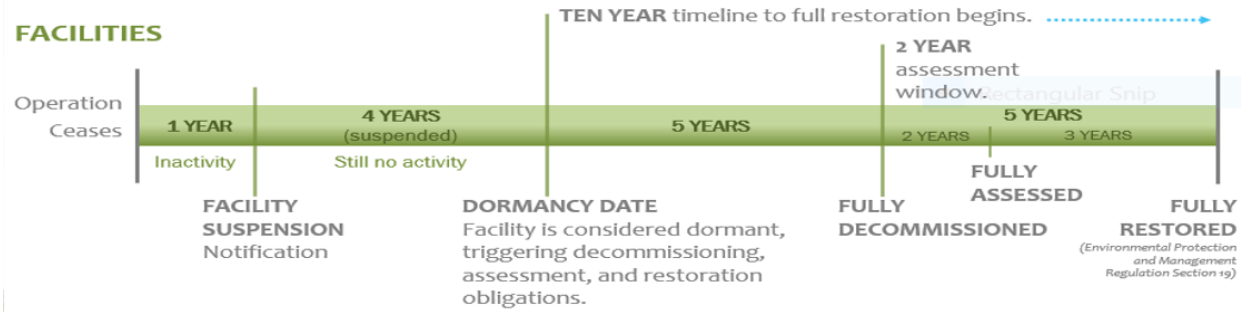 TEN YEAR timeline to full restoration begins.
FACILITIES
2 YEAR
assessment
window.
Rectangular Snip
Operation
Ceases
1 YEAR
4 YEARS
(suspended)
5 YEARS
5 YEARS
2 YEARS
3 YEARS
Inactivity
Still no activity
FULLY
ASSESSED
FACILITY
SUSPENSION
Notification
DORMANCY DATE
Facility is considered dormant,
triggering decommissioning,
assessment, and restoration
obligations.
FULLY
DECOMMISSIONED
FULLY
RESTORED
(Environmental Protection
and Management
Regulation Section 19)